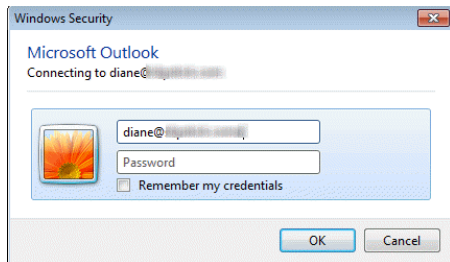 Windows Security
Microsoft Outlook
Connecting to diane@
diane@
Password
Remember my credentials
OK
Cancel